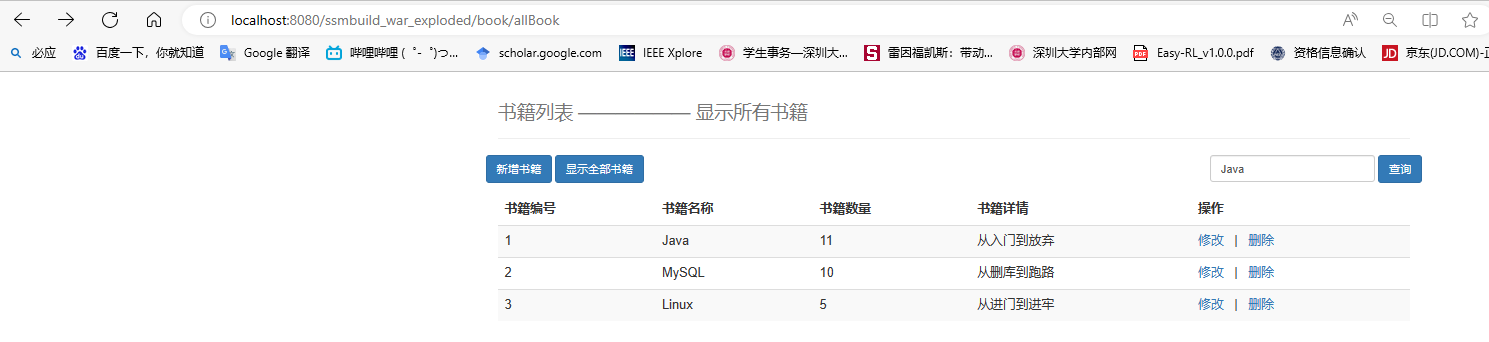 localhost:8080/ssmbuild_war_exploded/book/allBook
必应 百度一下，你就知道 Google 翻译 哔哩哔哩 (゜-゜)つ... scholar.google.com IEEE Xplore 学生事务—深圳大... 雷因福凯斯：带动... 深圳大学内部网 Easy-RL_v1.0.0.pdf 资格信息确认 JD 京东(JD.COM)-正
书籍列表 —————— 显示所有书籍
新增书籍 显示全部书籍 Java 查询
书籍编号 书籍名称 书籍数量 书籍详情 操作
1 Java 11 从入门到放弃 修改 | 删除
2 MySQL 10 从删库到跑路 修改 | 删除
3 Linux 5 从进门到进牢 修改 | 删除